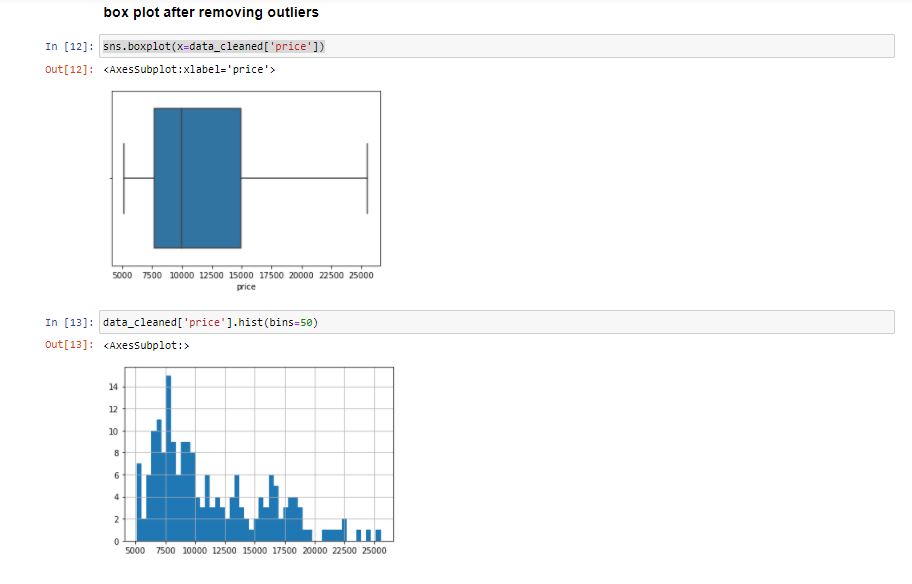 box plot after removing outliers
In [12]: sns.boxplot(x=data_cleaned['price'])
Out[12]: <AxesSubplot:xlabel='price'>
5000 7500 10000 12500 15000 17500 20000 22500 25000
price
In [13]: data_cleaned['price'].hist(bins=50)
Out[13]: <AxesSubplot:>
14
12
10
8
6
4
2
0
5000 7500 10000 12500 15000 17500 20000 22500 25000